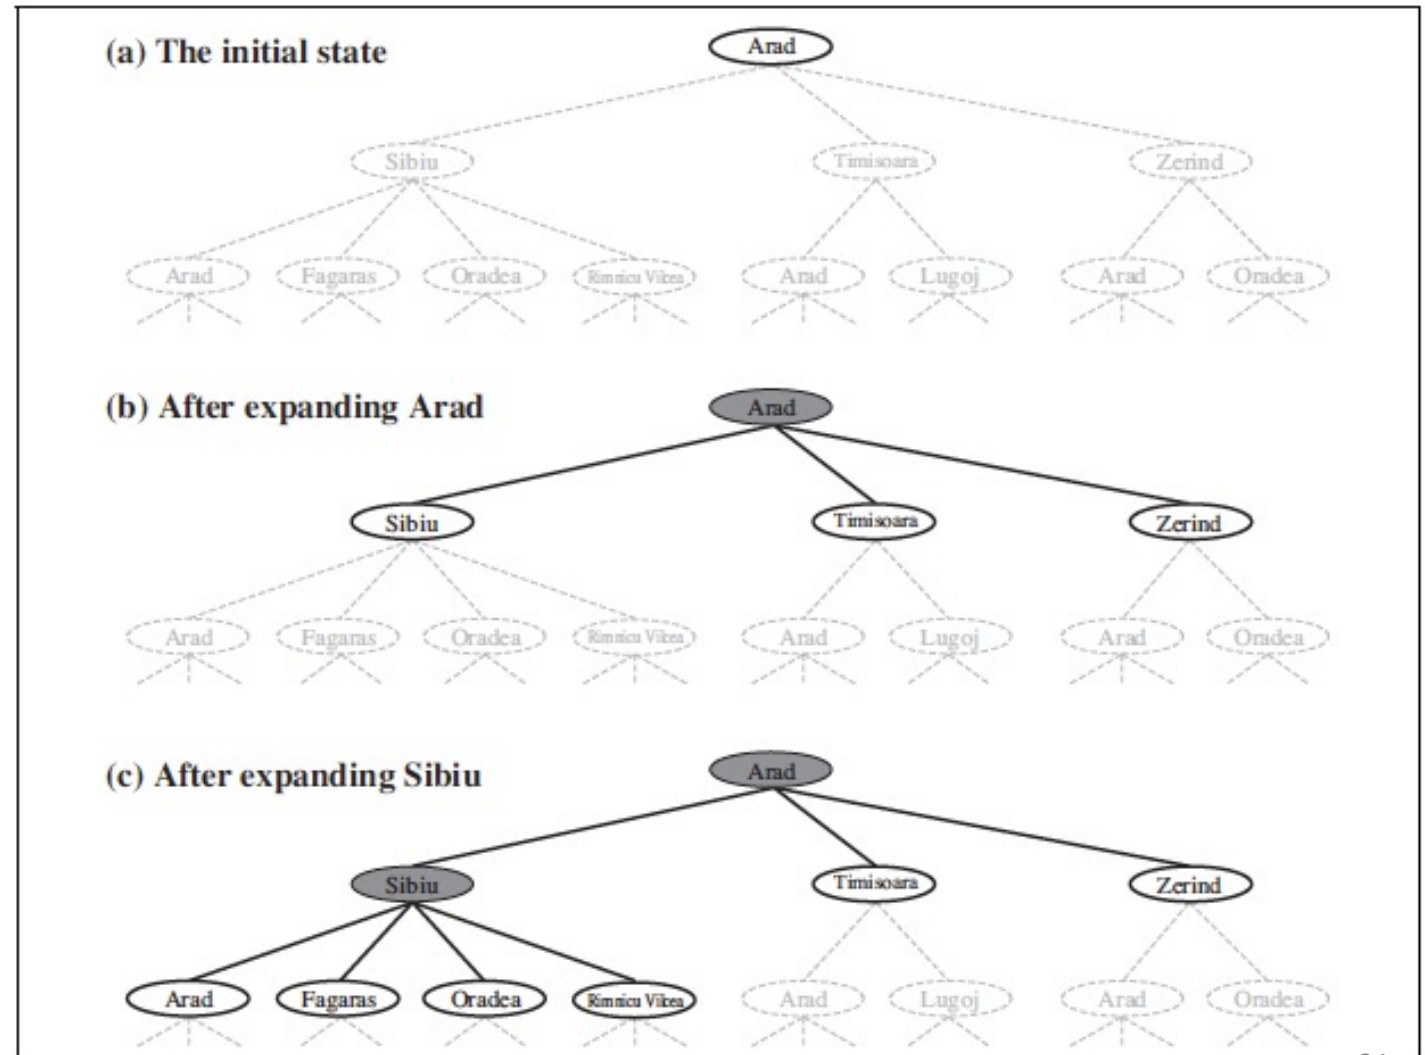 (a) The initial state
Arad
Sibiu Timisoara Zerind
Arad Fagaras Oradea Rimnicu Vilcea Arad Lugoj Arad Oradea
(b) After expanding Arad
Arad
Sibiu Timisoara Zerind
Arad Fagaras Oradea Rimnicu Vilcea Arad Lugoj Arad Oradea
(c) After expanding Sibiu
Arad
Sibiu Timisoara Zerind
Arad Fagaras Oradea Rimnicu Vilcea Arad Lugoj Arad Oradea